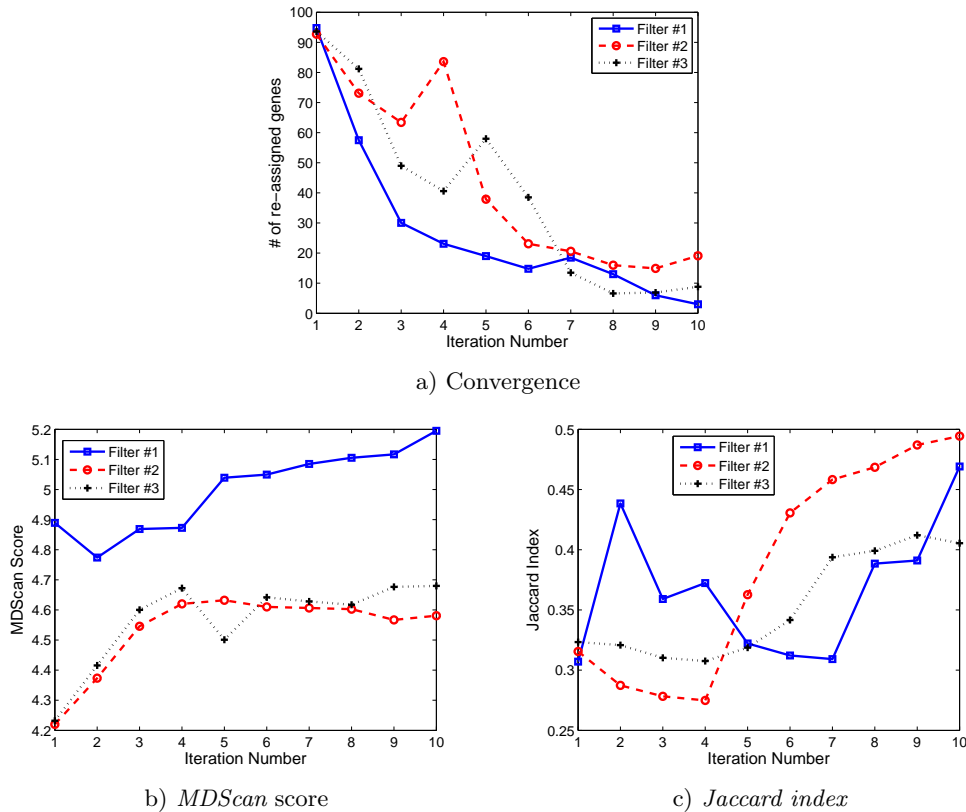 100
90
80
70
60
50
40
30
20
10
0
# of re-assigned genes
Filter #1
Filter #2
Filter #3
1 2 3 4 5 6 7 8 9 10
Iteration Number
a) Convergence
5.2
5.1
5
4.9
4.8
4.7
4.6
4.5
4.4
4.3
4.2
MDScan Score
Filter #1
Filter #2
Filter #3
1 2 3 4 5 6 7 8 9 10
Iteration Number
b) MDScan score
0.5
0.45
0.4
0.35
0.3
0.25
Jaccard Index
Filter #1
Filter #2
Filter #3
1 2 3 4 5 6 7 8 9 10
Iteration Number
c) Jaccard index